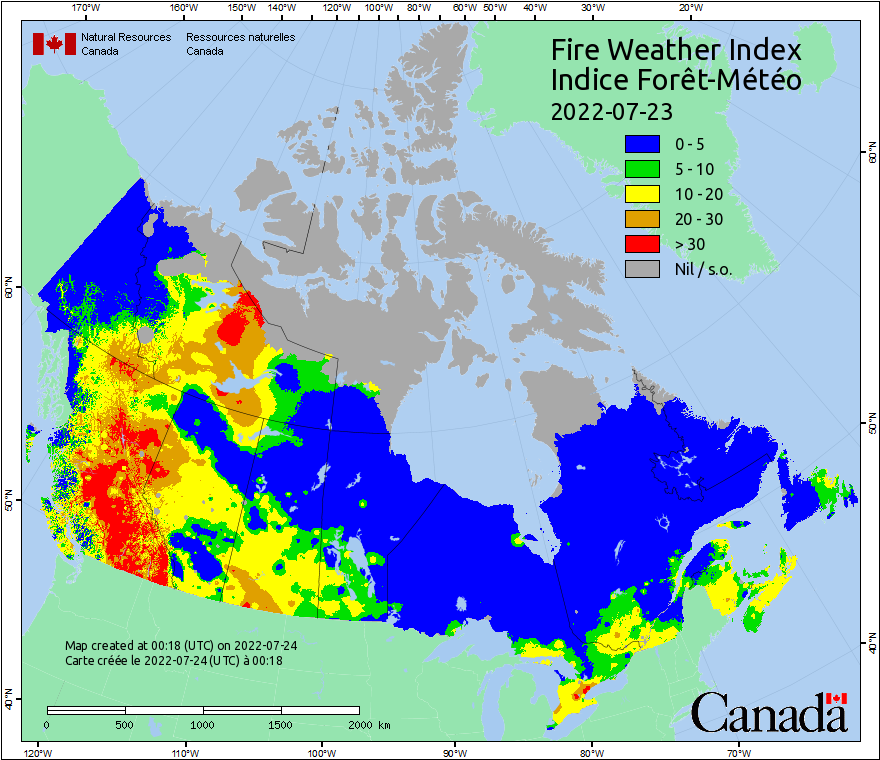 170°W 160°W 150°W 140°W 120°W 100°W 80°W 60°W 50°W 40°W 30°W 20°W
Natural Resources Ressources naturelles
Canada Canada
Fire Weather Index
Indice Forêt-Météo
2022-07-23
0 - 5
5 - 10
10 - 20
20 - 30
> 30
Nil / s.o.
60°N 60°N
50°N 50°N
40°N 40°N
Map created at 00:18 (UTC) on 2022-07-24
Carte créée le 2022-07-24 (UTC) à 00:18
0 500 1000 1500 2000 km
Canada
120°W 110°W 100°W 90°W 80°W 70°W